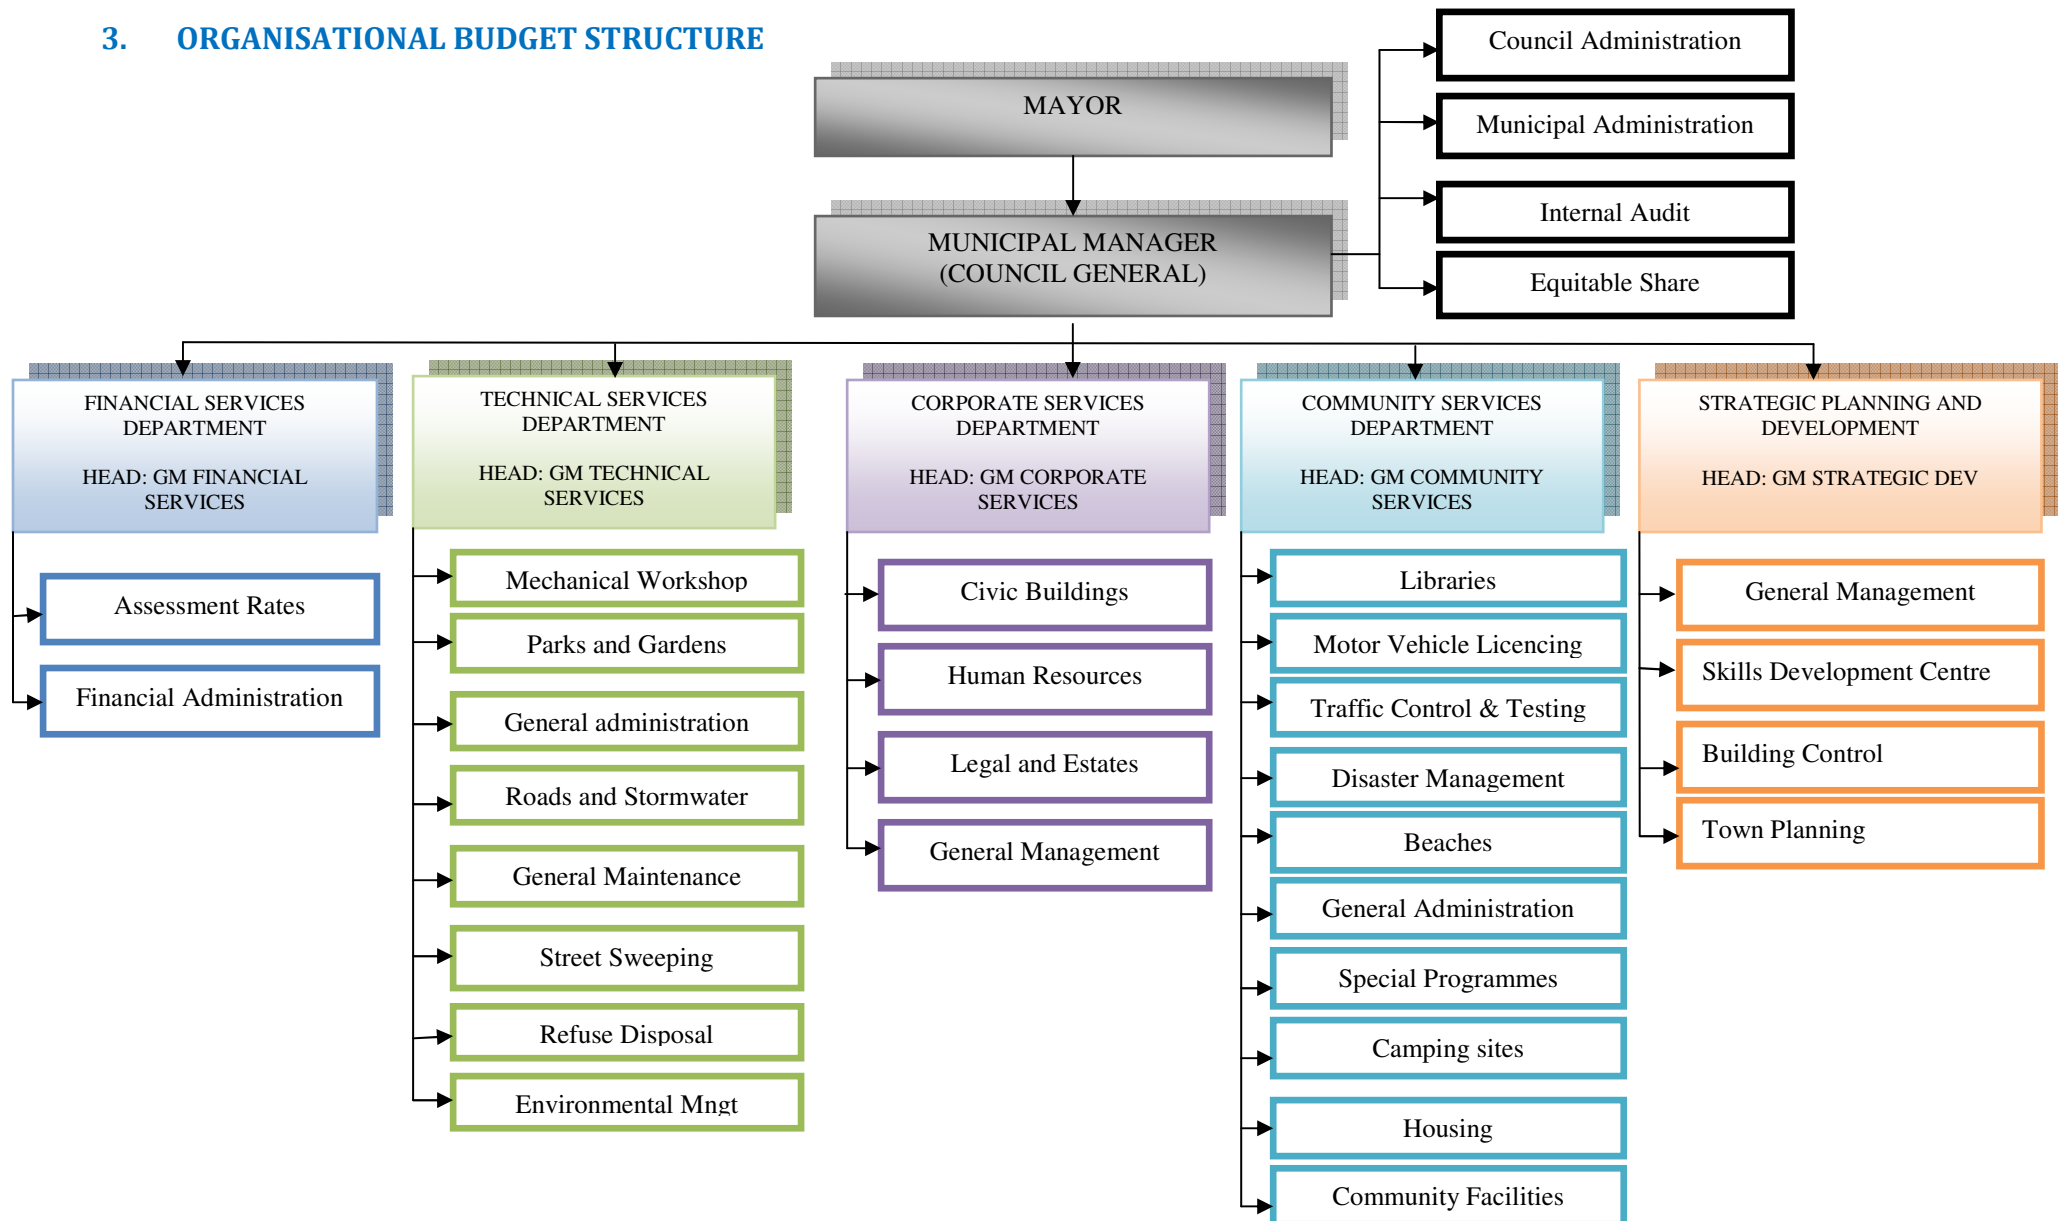 3. ORGANISATIONAL BUDGET STRUCTURE
MAYOR
MUNICIPAL MANAGER
(COUNCIL GENERAL)
Council Administration
Municipal Administration
Internal Audit
Equitable Share
FINANCIAL SERVICES
DEPARTMENT
HEAD: GM FINANCIAL
SERVICES
Assessment Rates
Financial Administration
TECHNICAL SERVICES
DEPARTMENT
HEAD: GM TECHNICAL
SERVICES
Mechanical Workshop
Parks and Gardens
General administration
Roads and Stormwater
General Maintenance
Street Sweeping
Refuse Disposal
Environmental Mngt
CORPORATE SERVICES
DEPARTMENT
HEAD: GM CORPORATE
SERVICES
Civic Buildings
Human Resources
Legal and Estates
General Management
COMMUNITY SERVICES
DEPARTMENT
HEAD: GM COMMUNITY
SERVICES
Libraries
Motor Vehicle Licencing
Traffic Control & Testing
Disaster Management
Beaches
General Administration
Special Programmes
Camping sites
Housing
Community Facilities
STRATEGIC PLANNING AND
DEVELOPMENT
HEAD: GM STRATEGIC DEV
General Management
Skills Development Centre
Building Control
Town Planning